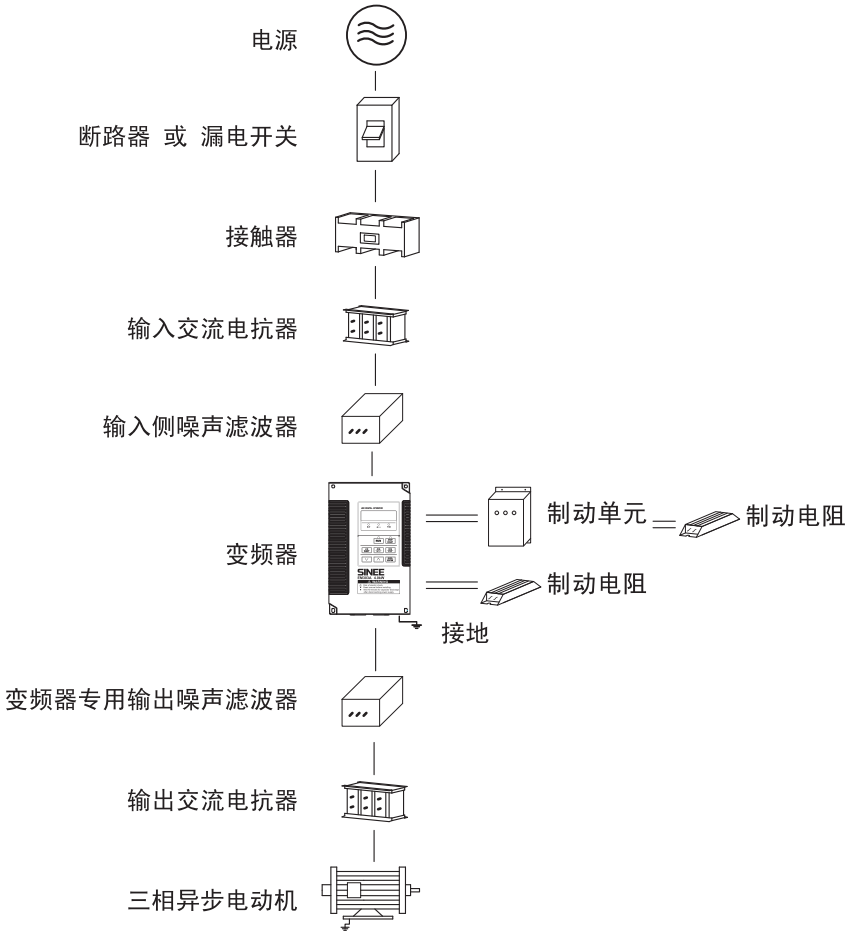 电源
断路器 或 漏电开关
接触器
输入交流电抗器
输入侧噪声滤波器
制动单元
制动电阻
变频器
SINEE
制动电阻
接地
变频器专用输出噪声滤波器
输出交流电抗器
三相异步电动机